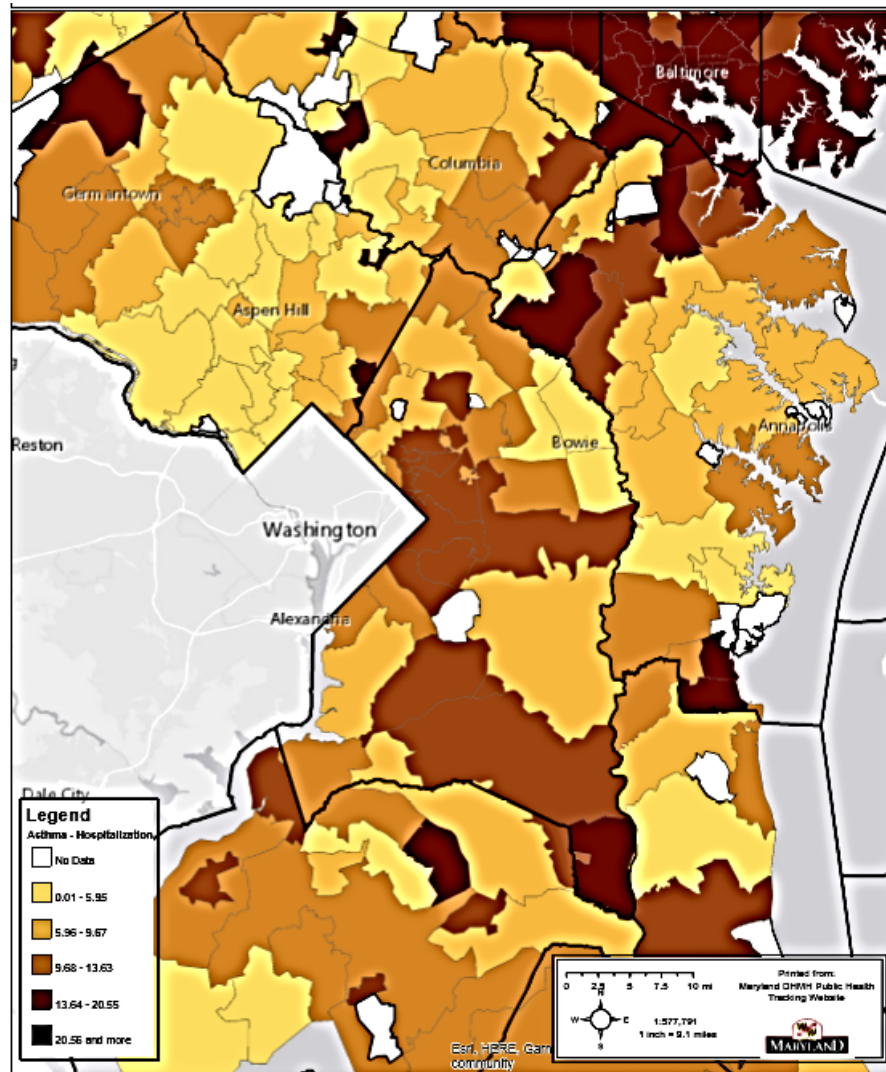 Baltimore
Columbia
Germantown
Aspen Hill
Reston
Bowie
Annapolis
Washington
Alexandria
Dale City
Legend
Asthma - Hospitalization
No Data
0.01 - 5.95
5.96 - 9.67
9.68 - 13.63
13.64 - 20.55
20.56 and more
0 2.5 5 7.5 10 mi
N
W E
S
1:577,791
1 inch = 9.1 miles
Printed from:
Maryland DHMH Public Health
Tracking Website
MARYLAND
Esri, HERE, Garm
community